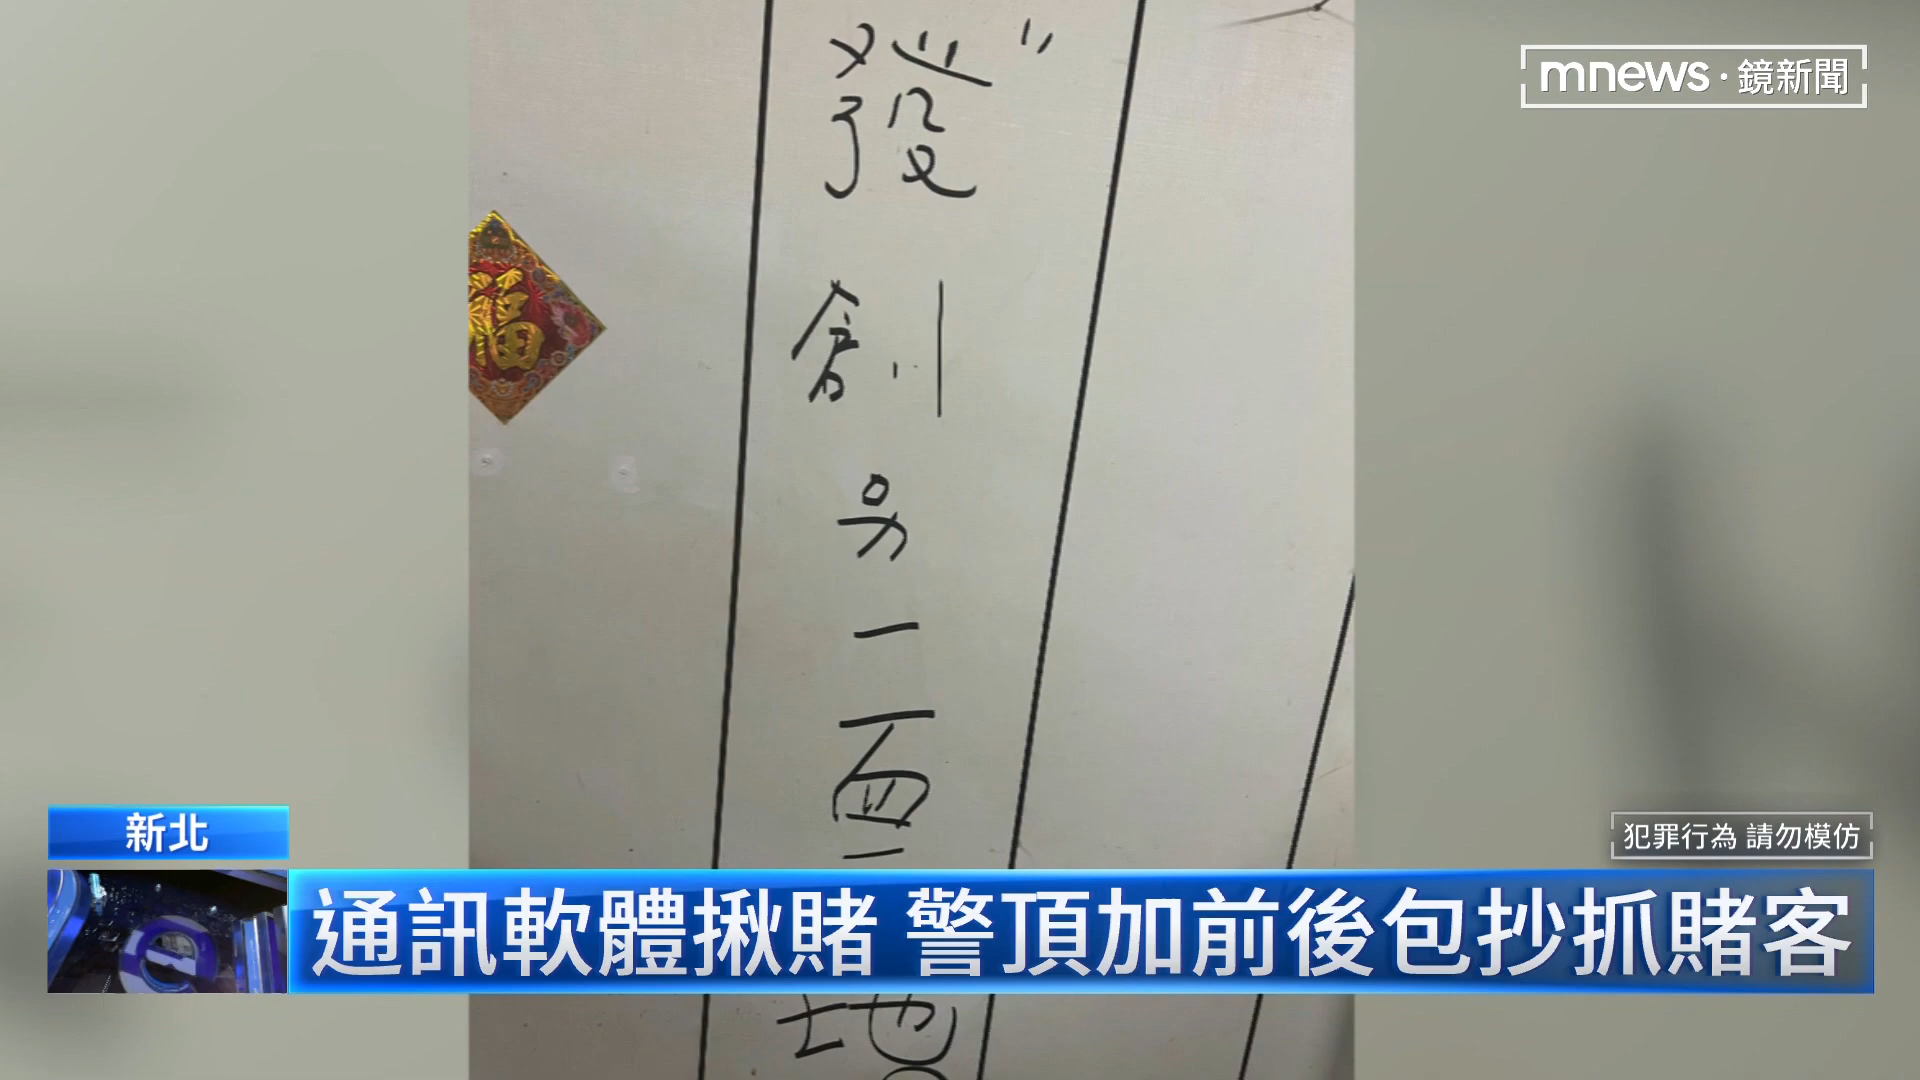 mnews·鏡新聞
發"
創
另
一
福
新北
犯罪行為 請勿模仿
通訊軟體揪賭 警頂加前後包抄抓賭客
地